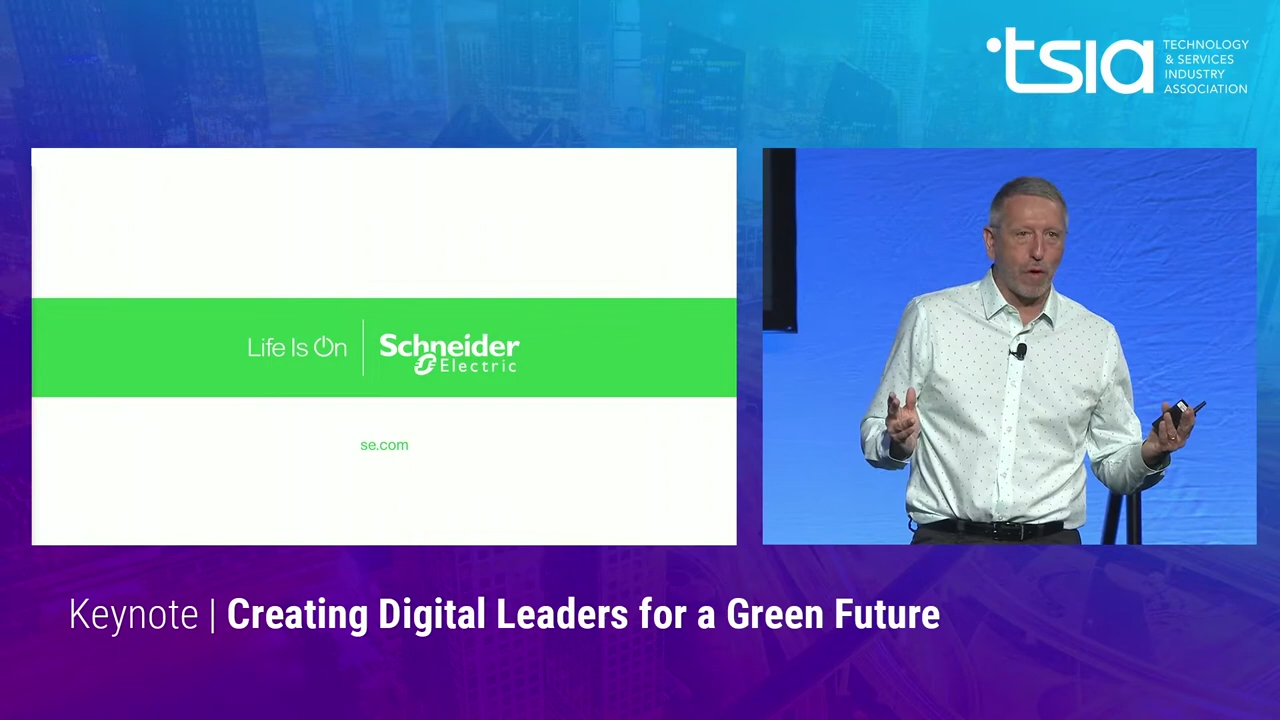 tsia
TECHNOLOGY
& SERVICES
INDUSTRY
ASSOCIATION
Life Is On
Schneider
Electric
se.com
Keynote | Creating Digital Leaders for a Green Future